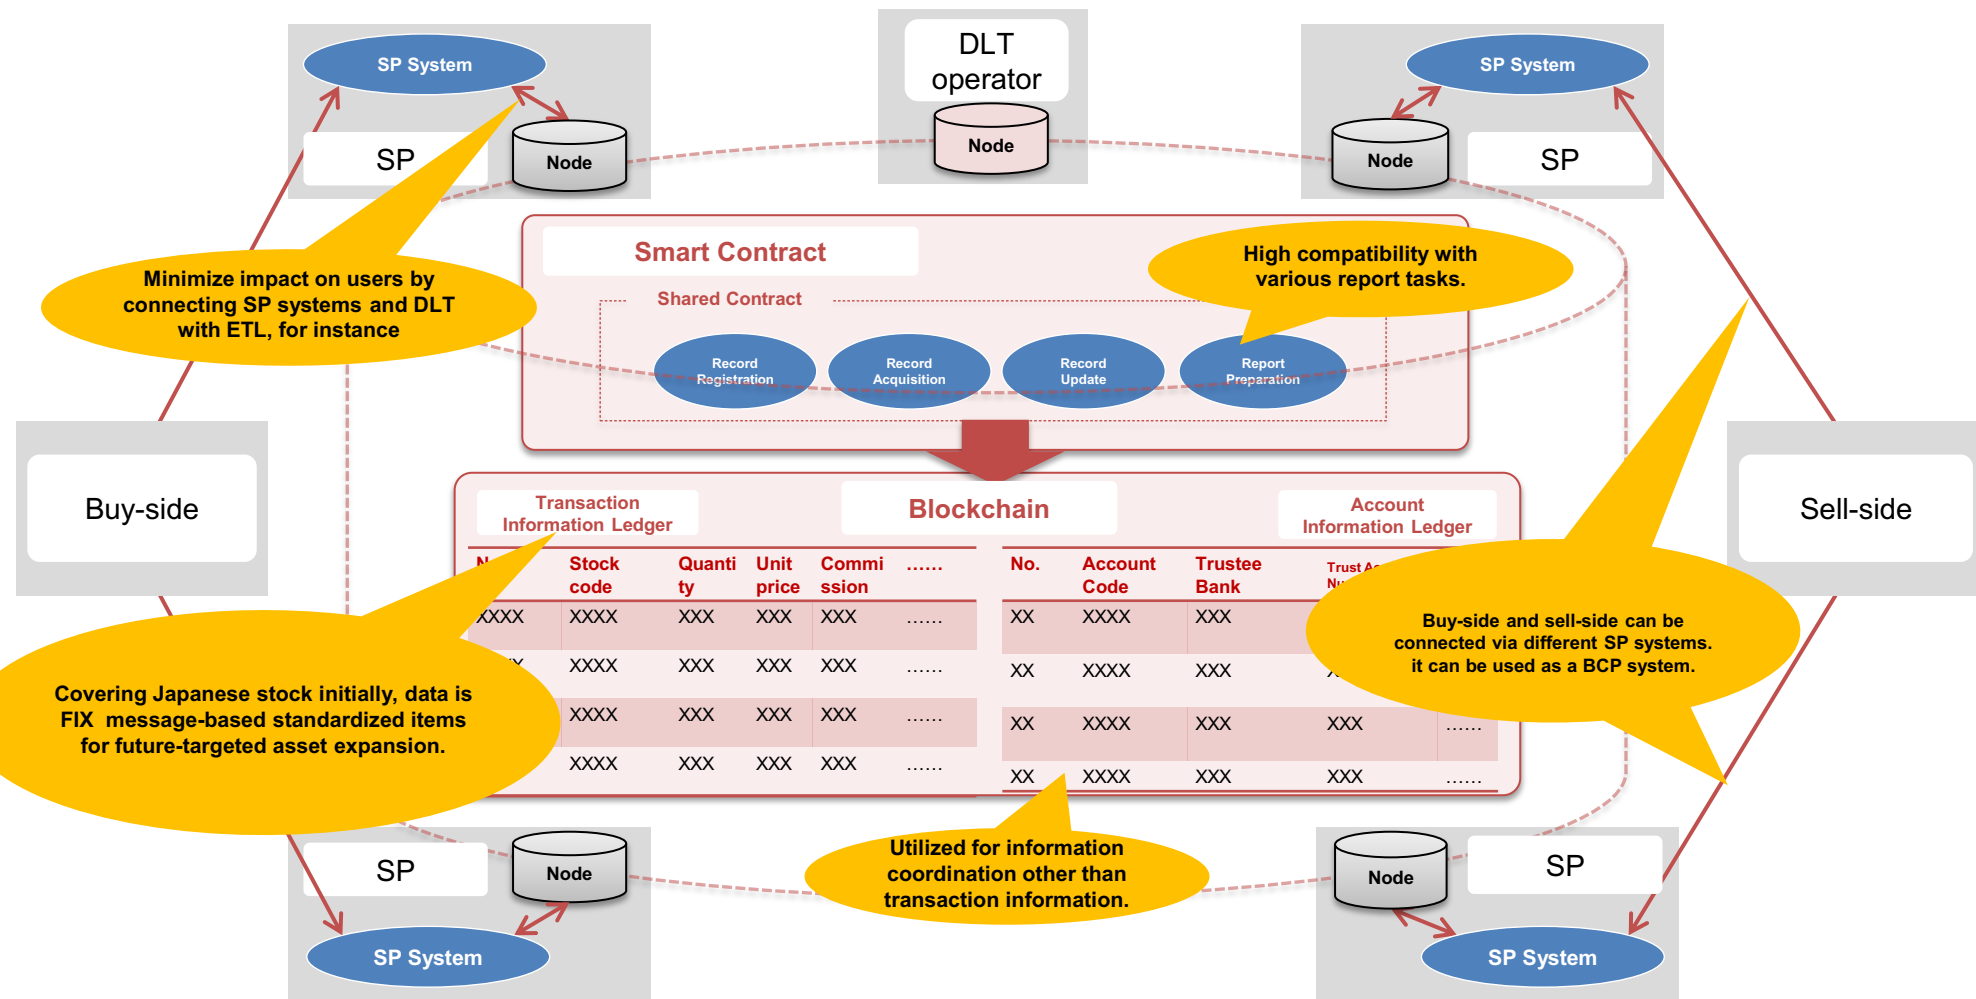 SP System
DLT
operator
SP System
SP
Node
Node
Node
SP
Smart Contract
High compatibility with
various report tasks.
Minimize impact on users by
connecting SP systems and DLT
with ETL, for instance
Shared Contract
Record
Registration
Record
Acquisition
Record
Update
Report
Preparation
Buy-side
Sell-side
Transaction
Information Ledger
Blockchain
Account
Information Ledger
Stock
code
Quanti
ty
Unit
price
Commi
ssion
......
No.
Account
Code
Trustee
Bank
Trust
XXXX XXXX XXX XXX XXX ......
XX XXXX XXX
XXXX XXX XXX XXX ......
XX XXXX XXX
XXXX XXX XXX XXX ......
XX XXXX XXX XXX ......
XXXX XXX XXX XXX ......
XX XXXX XXX XXX ......
Buy-side and sell-side can be
connected via different SP systems.
it can be used as a BCP system.
Covering Japanese stock initially, data is
FIX message-based standardized items
for future-targeted asset expansion.
Utilized for information
coordination other than
transaction information.
SP
Node
Node
SP
SP System
SP System